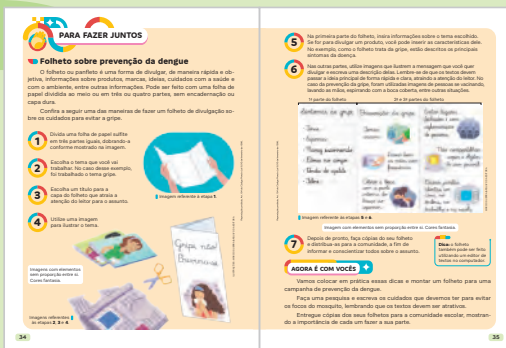 PARA FAZER JUNTOS
Folheto sobre prevenção da dengue
O folheto ou panfleto é uma forma de divulgar, de maneira rápida e ob-
jetiva, informações sobre produtos, marcas, ideias, cuidados com a saúde e
com o ambiente, entre outras informações. Pode ser feito com uma folha de
papel dividida ao meio ou em três ou quatro partes, sem encadernação ou
capa dura.
Confira a seguir uma das maneiras de fazer um folheto de divulgação so-
bre os cuidados para evitar a gripe.
1
Divida uma folha de papel sulfite
em três partes iguais, dobrando-a
conforme mostrado na imagem.
2
Escolha o tema que você vai
trabalhar. No caso desse exemplo,
foi trabalhado o tema gripe.
3
Escolha um título para a
capa do folheto que atraia a
atenção do leitor para o assunto.
4
Utilize uma imagem
para ilustrar o tema.
Imagem referente à etapa 1.
Gripe, não!
Previna-se
Imagens com elementos
sem proporção entre si.
Cores fantasia.
Imagens referentes
às etapas 2, 3 e 4.
34
5
Na primeira parte do folheto, insira informações sobre o tema escolhido.
Se for para divulgar um produto, você pode inserir as características dele.
No exemplo, como o folheto trata da gripe, estão descritos os principais
sintomas da doença.
6
Nas outras partes, utilize imagens que ilustrem a mensagem que você quer
divulgar e escreva uma descrição delas. Lembre-se de que os textos devem
passar a ideia principal de forma rápida e clara, atraindo a atenção do leitor. No
caso da prevenção da gripe, foram utilizadas imagens de pessoas se vacinando,
lavando as mãos, espirrando com a boca coberta, entre outras situações.
1ª parte do folheto
2ª e 3ª partes do folheto
Sintomas da gripe
Prevenção da gripe
Imagem referente às etapas 5 e 6.
Imagem com elementos sem proporção entre si. Cores fantasia.
7
Depois de pronto, faça cópias do seu folheto
e distribua-as para a comunidade, a fim de
informar e conscientizar todos sobre o assunto.
Dica: o folheto
também pode ser feito
utilizando um editor de
textos no computador.
AGORA É COM VOCÊS
Vamos colocar em prática essas dicas e montar um folheto para uma
campanha de prevenção da dengue.
Faça uma pesquisa e escreva os cuidados que devemos ter para evitar
os focos do mosquito, lembrando que os textos devem ser atrativos.
Entregue cópias dos seus folhetos para a comunidade escolar, mostran-
do a importância de cada um fazer a sua parte.
35